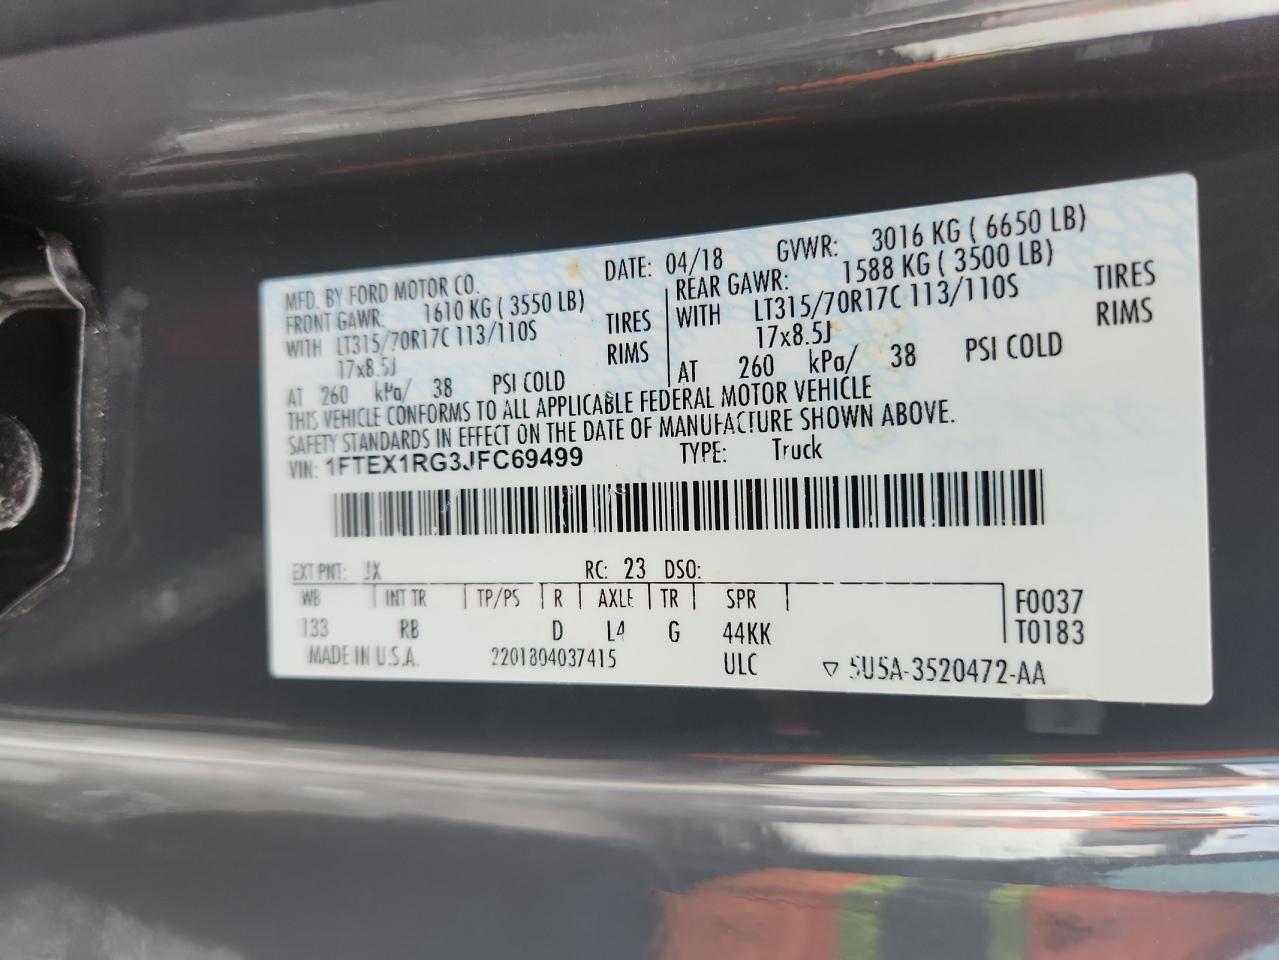 MFD. BY FORD MOTOR CO. DATE: 04/18 GVWR: 3016 KG ( 6650 LB)
FRONT GAWR: 1610 KG ( 3550 LB) REAR GAWR: 1588 KG ( 3500 LB)
WITH LT315/70R17C 113/110S TIRES WITH LT315/70R17C 113/110S TIRES
17x8.5J RIMS 17x8.5J RIMS
AT 260 kPa/ 38 PSI COLD AT 260 kPa/ 38 PSI COLD
THIS VEHICLE CONFORMS TO ALL APPLICABLE FEDERAL MOTOR VEHICLE
SAFETY STANDARDS IN EFFECT ON THE DATE OF MANUFACTURE SHOWN ABOVE.
VIN: 1FTEX1RG3JFC69499 TYPE: Truck
EXT PNT: JX RC: 23 DSO:
WB INT TR TP/PS R AXLE TR SPR F0037
133 RB D L4 G 44KK T0183
MADE IN U.S.A. 2201804037415 ULC ▽ 5U5A-3520472-AA